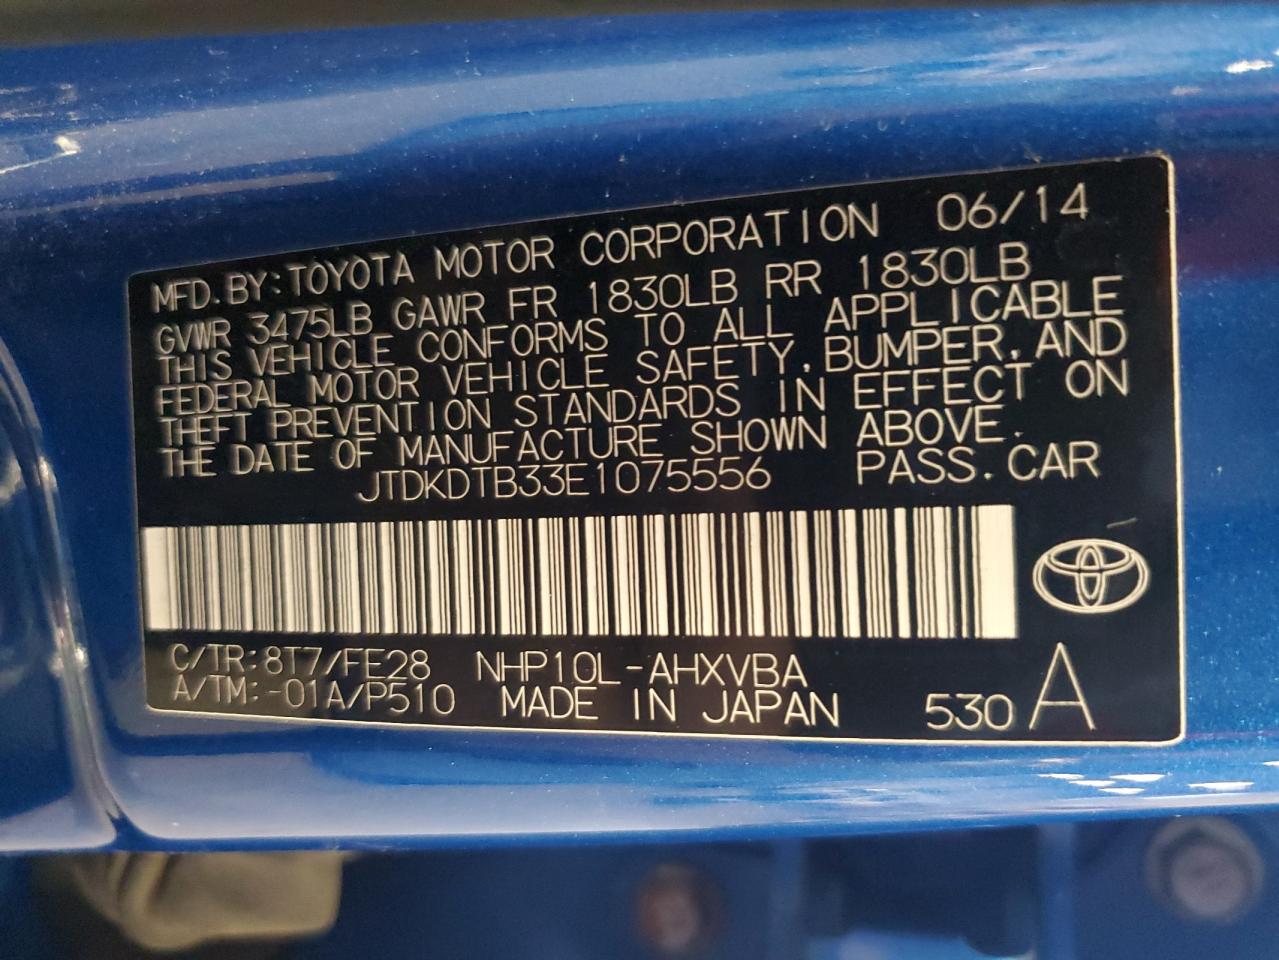 MFD. BY: TOYOTA MOTOR CORPORATION 06/14
GVWR 3475LB GAWR FR 1830LB RR 1830LB
THIS VEHICLE CONFORMS TO ALL APPLICABLE
FEDERAL MOTOR VEHICLE SAFETY, BUMPER, AND
THEFT PREVENTION STANDARDS IN EFFECT ON
THE DATE OF MANUFACTURE SHOWN ABOVE.
JTDKDTB33E1075556 PASS. CAR
C/TR: 8T7/FE28 NHP10L-AHXVBA
A/TM: -01A/P510 MADE IN JAPAN 530 A